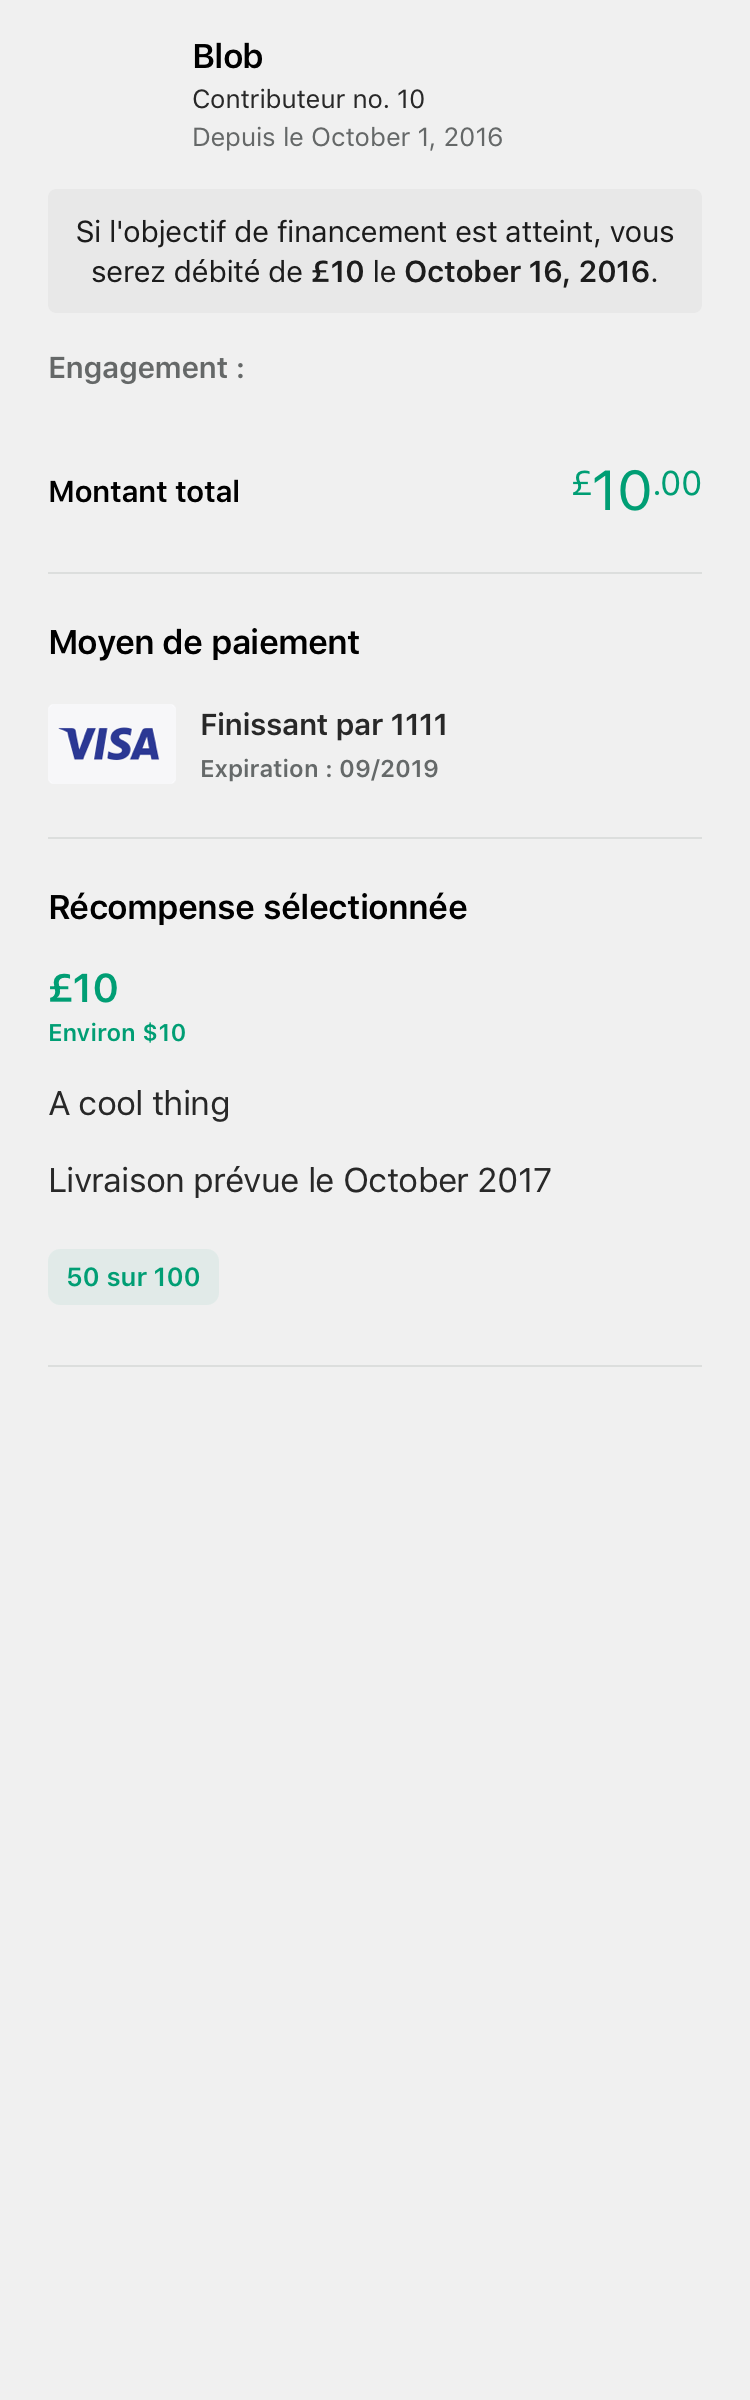 Blob
Contributeur no. 10
Depuis le October 1, 2016
Si l'objectif de financement est atteint, vous
serez débité de £10 le October 16, 2016.
Engagement :
Montant total
£10.00
Moyen de paiement
VISA
Finissant par 1111
Expiration : 09/2019
Récompense sélectionnée
£10
Environ $10
A cool thing
Livraison prévue le October 2017
50 sur 100